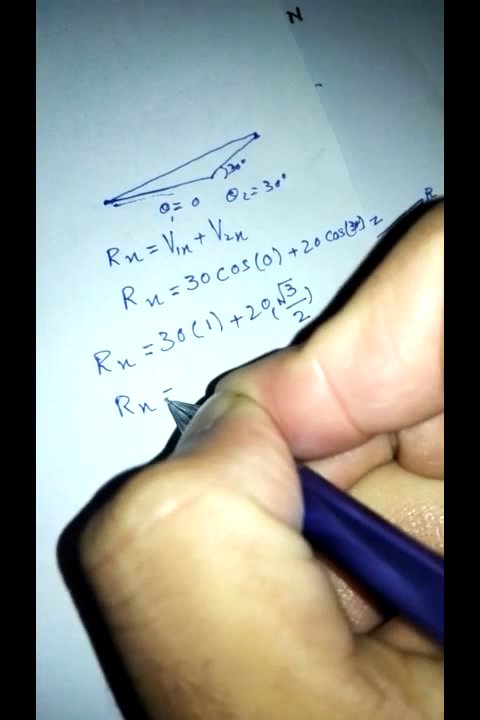 N
30°
θ₁ = 0 θ₂ = 30°
Rx = V₁x + V₂x
Rx = 30 cos(0) + 20 cos(30) =
R
Rx = 30(1) + 20(√3/2)
Rx =